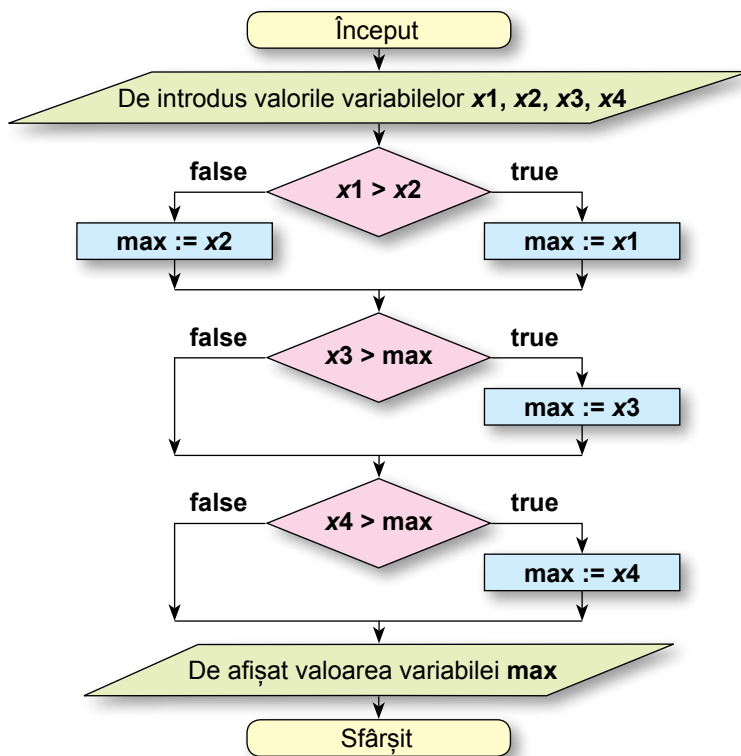 Început
De introdus valorile variabilelor x1, x2, x3, x4
false
x1 > x2
true
max := x2
max := x1
false
x3 > max
true
max := x3
false
x4 > max
true
max := x4
De afișat valoarea variabilei max
Sfârșit